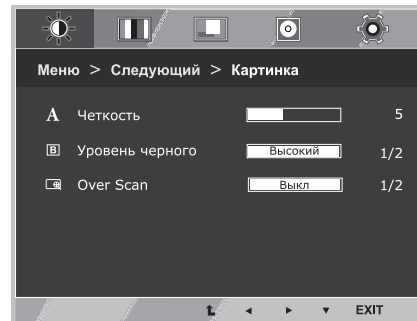 Меню > Следующий > Картинка
A Четкость 5
B Уровень черного Высокий 1/2
Over Scan Выкл 1/2
EXIT